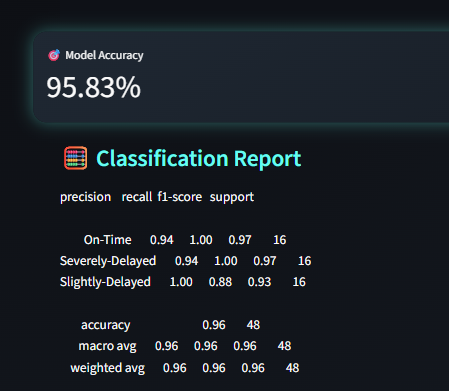 Model Accuracy
95.83%
Classification Report
precision recall f1-score support
On-Time 0.94 1.00 0.97 16
Severely-Delayed 0.94 1.00 0.97 16
Slightly-Delayed 1.00 0.88 0.93 16
accuracy 0.96 48
macro avg 0.96 0.96 0.96 48
weighted avg 0.96 0.96 0.96 48